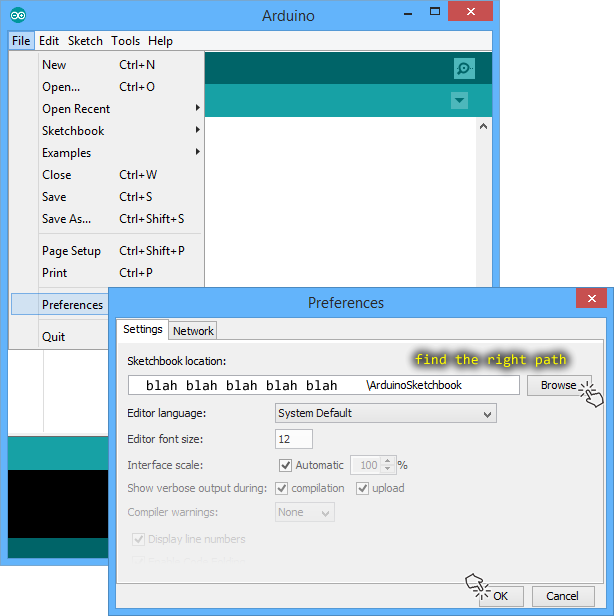 Arduino
File Edit Sketch Tools Help
New Ctrl+N
Open... Ctrl+O
Open Recent
Sketchbook
Examples
Close Ctrl+W
Save Ctrl+S
Save As... Ctrl+Shift+S
Page Setup Ctrl+Shift+P
Print Ctrl+P
Preferences
Quit
Preferences
Settings Network
find the right path
Sketchbook location:
blah blah blah blah blah \ArduinoSketchbook Browse
Editor language: System Default
Editor font size: 12
Interface scale: Automatic 100 %
Show verbose output during: compilation upload
Compiler warnings: None
Display line numbers
OK Cancel